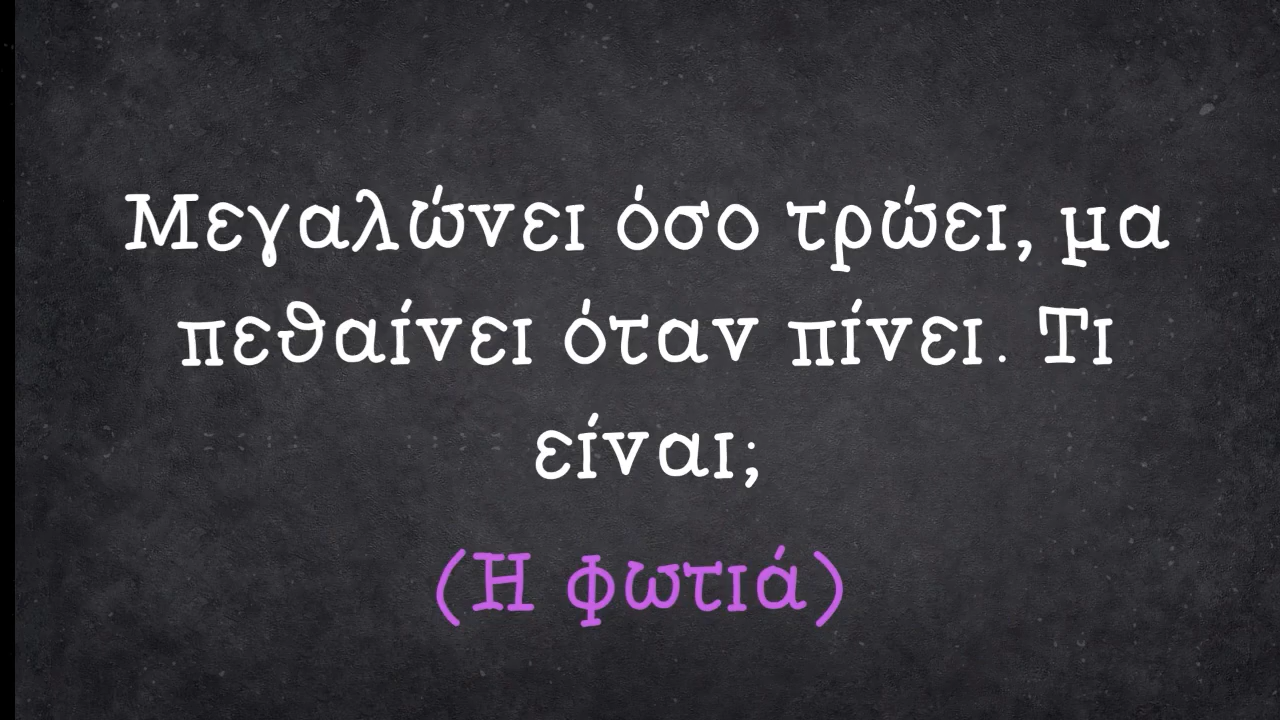 Μεγαλώνει όσο τρώει, μα
πεθαίνει όταν πίνει. Τι
είναι;
(Η φωτιά)